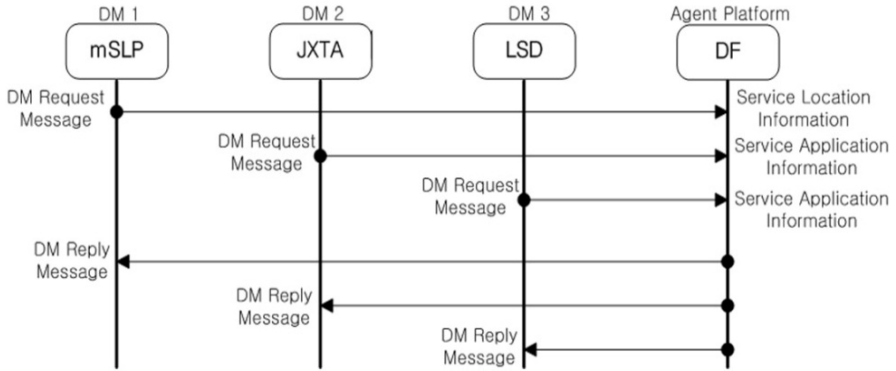 DM 1
DM 2
DM 3
Agent Platform
mSLP
JXTA
LSD
DF
DM Request
Message
Service Location
Information
DM Request
Message
Service Application
Information
DM Request
Message
Service Application
Information
DM Reply
Message
DM Reply
Message
DM Reply
Message